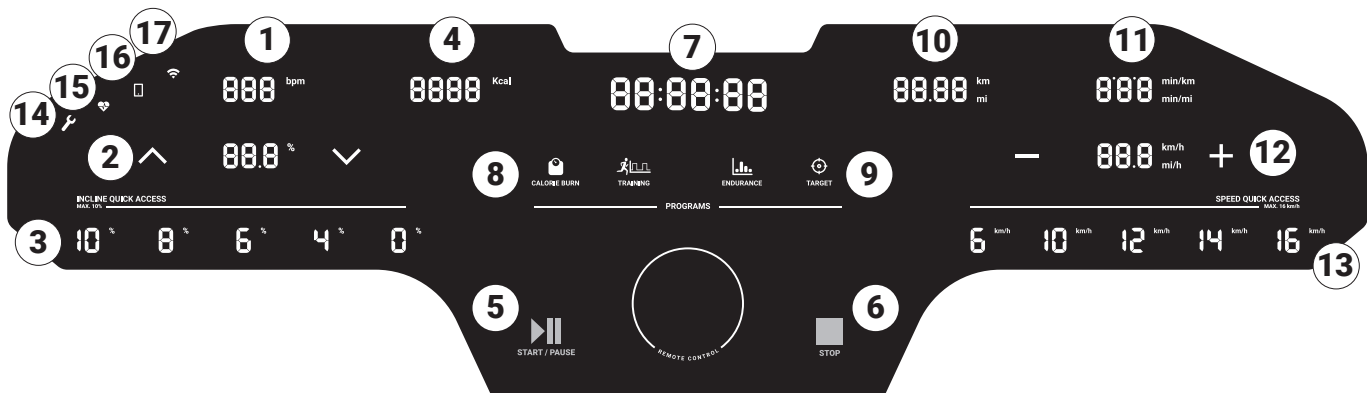 17
16
15
14
1
888 bpm
4
8888 Kcal
7
88:88:88
10
88.88 km
mi
11
888 min/km
min/mi
2
88.8 %
8
CALORIE BURN
TRAINING
ENDURANCE
TARGET
9
PROGRAMS
88.8 km/h
mi/h
12
INCLINE QUICK ACCESS
MAX. 10%
SPEED QUICK ACCESS
MAX. 16 km/h
3
10 % 8 % 6 % 4 % 0 %
6 km/h 10 km/h 12 km/h 14 km/h 16 km/h
13
5
START / PAUSE
REMOTE CONTROL
6
STOP